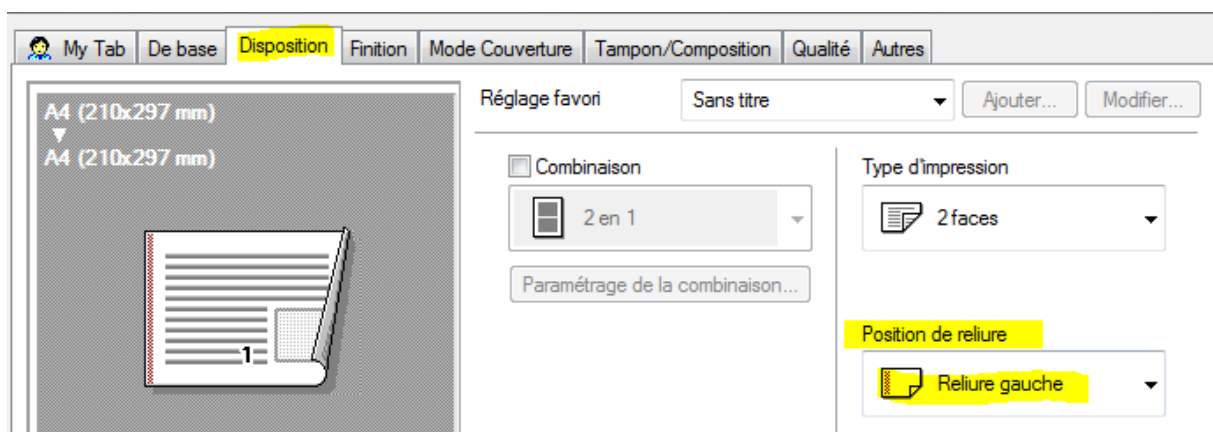 My Tab De base Disposition Finition Mode Couverture Tampon/Composition Qualité Autres
A4 (210x297 mm)
A4 (210x297 mm)
1
Réglage favori Sans titre Ajouter... Modifier...
Combinaison
2 en 1
Paramétrage de la combinaison...
Type d'impression
2 faces
Position de reliure
Reliure gauche